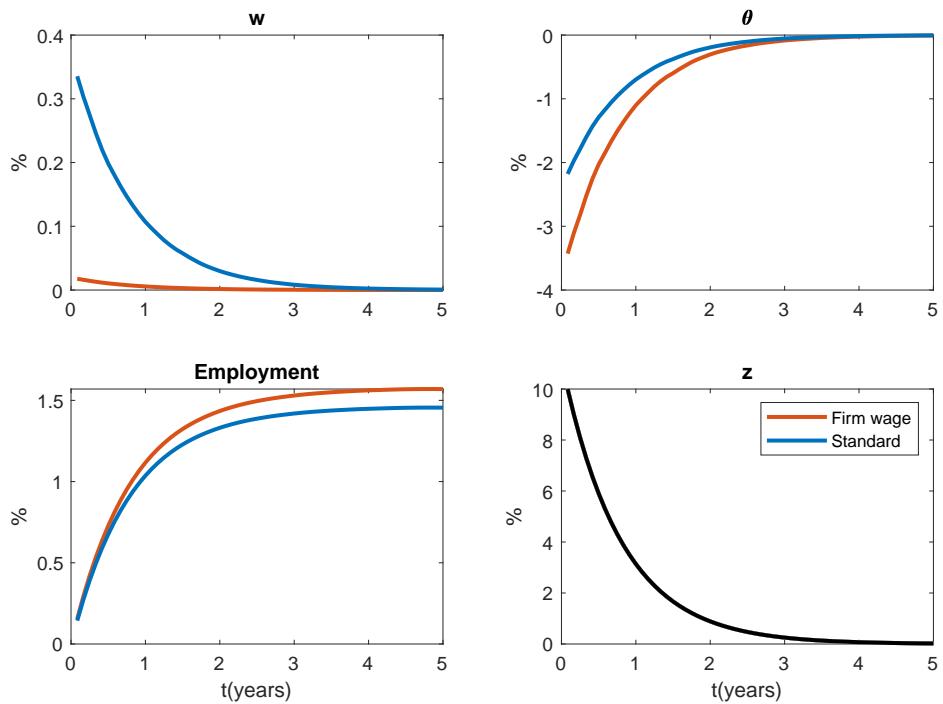 w
0.4
0.3
0.2
0.1
0
%
0 1 2 3 4 5
θ
0
-1
-2
-3
-4
%
0 1 2 3 4 5
Employment
1.5
1
0.5
0
%
0 1 2 3 4 5
t(years)
z
10
8
6
4
2
0
%
Firm wage
Standard
0 1 2 3 4 5
t(years)